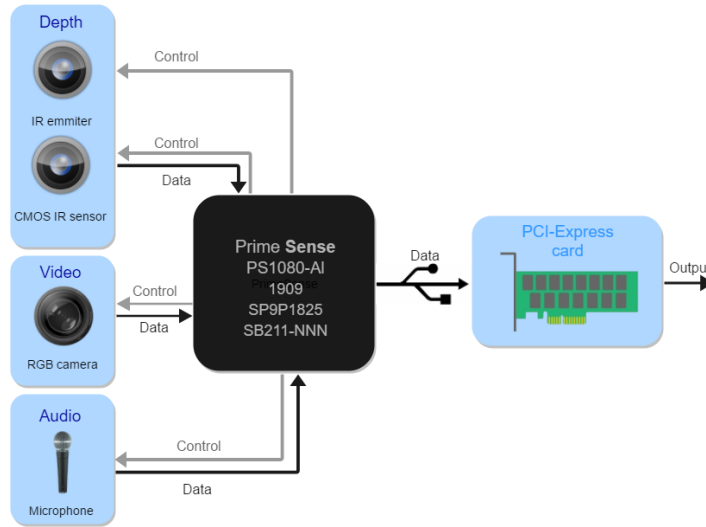 Depth
IR emmiter
CMOS IR sensor
Control
Control
Data
Video
RGB camera
Control
Data
Audio
Microphone
Control
Data
Prime Sense
PS1080-AI
1909
SP9P1825
SB211-NNN
Data
PCI-Express
card
Outpu